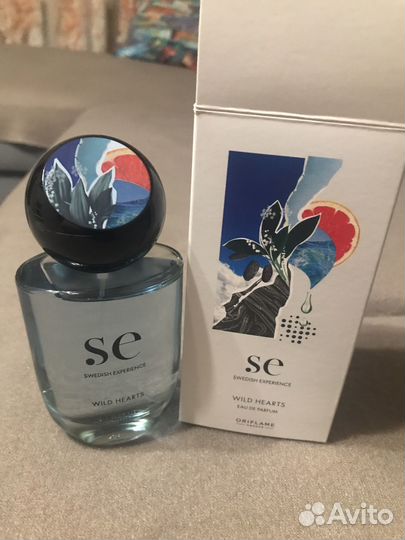 se
SWEDISH EXPERIENCE
WILD HEARTS
se
SWEDISH EXPERIENCE
WILD HEARTS
EAU DE PARFUM
ORIFLAME
Avito